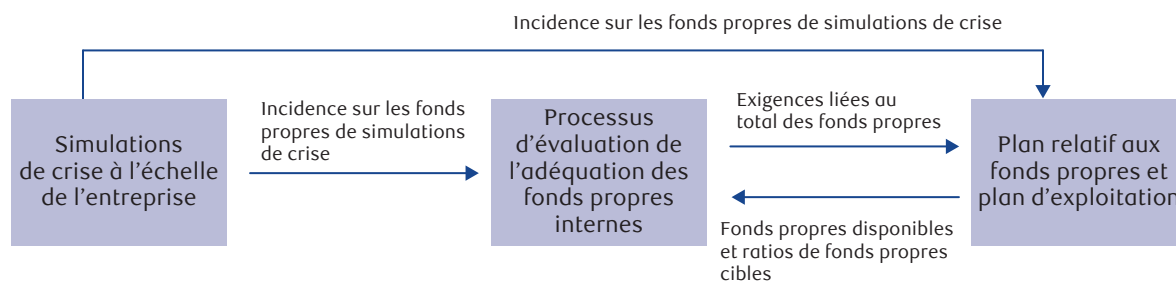 Incidence sur les fonds propres de simulations de crise
Simulations
de crise à l’échelle
de l’entreprise
Incidence sur les fonds
propres de simulations
de crise
Processus
d’évaluation de
l’adéquation des
fonds propres
internes
Exigences liées au
total des fonds propres
Fonds propres disponibles
et ratios de fonds propres
cibles
Plan relatif aux
fonds propres et
plan d’exploitation